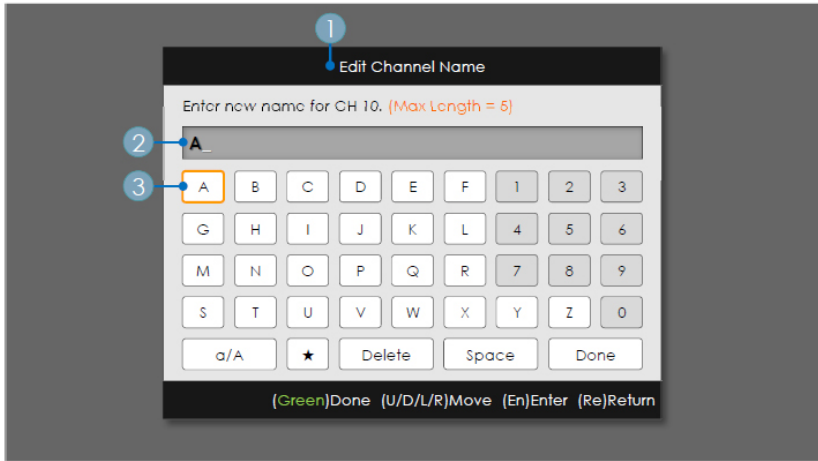 1
Edit Channel Name
Enter new name for CH 10. (Max Length = 5)
2
A_
3
A B C D E F 1 2 3
G H I J K L 4 5 6
M N O P Q R 7 8 9
S T U V W X Y Z 0
a/A ★ Delete Space Done
(Green)Done (U/D/L/R)Move (En)Enter (Re)Return